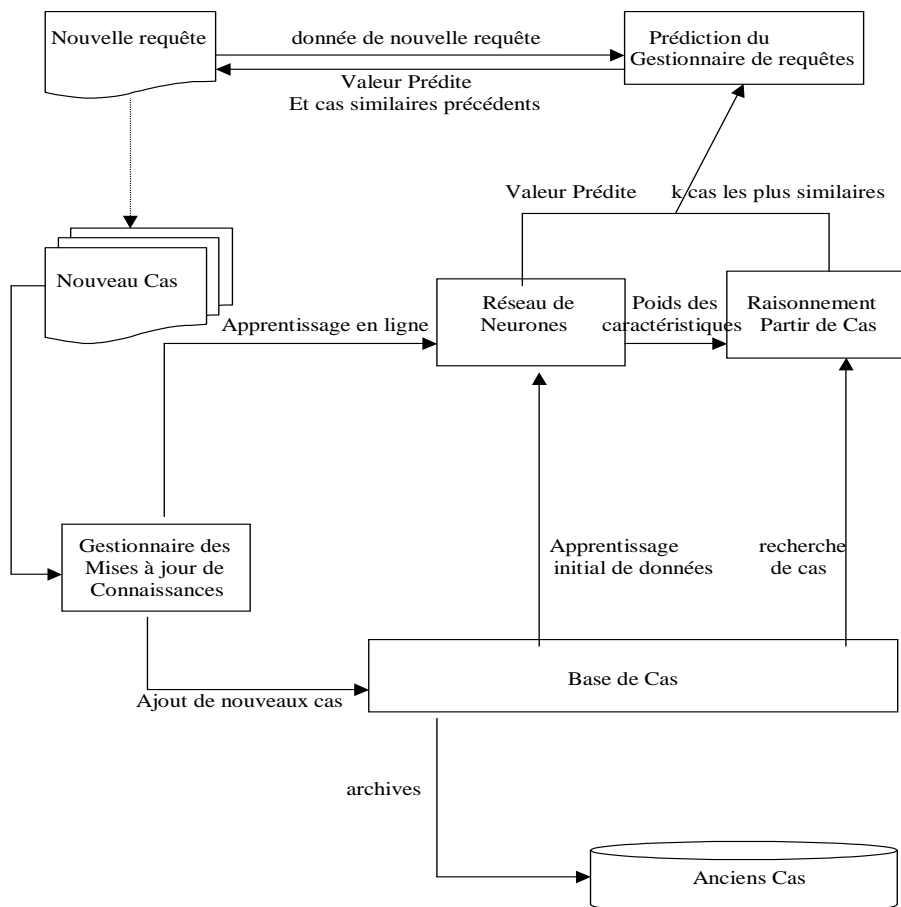 Nouvelle requête
donnée de nouvelle requête
Prédiction du
Gestionnaire de requêtes
Valeur Prédite
Et cas similaires précédents
Valeur Prédite
k cas les plus similaires
Nouveau Cas
Réseau de
Neurones
Poids des
caractéristiques
Raisonnement
Partir de Cas
Apprentissage en ligne
Gestionnaire des
Mises à jour de
Connaissances
Apprentissage
initial de données
recherche
de cas
Base de Cas
Ajout de nouveaux cas
archives
Anciens Cas